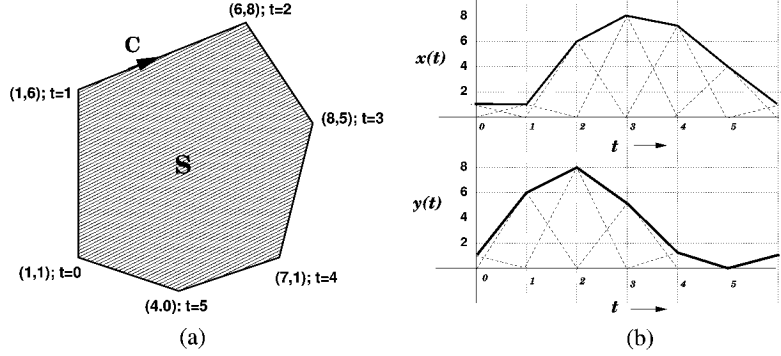 (6,8); t=2
C
(1,6); t=1
(8,5); t=3
S
(1,1); t=0
(7,1); t=4
(4.0): t=5
(a)
8
6
x(t)
4
2
0 1 2 3 4 5 6
t
8
6
y(t)
4
2
0 1 2 3 4 5 6
t
(b)